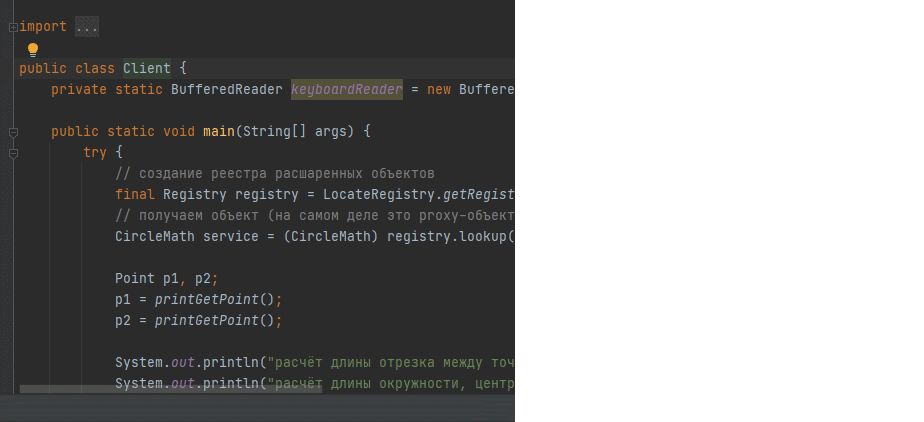 import ...
public class Client {
private static BufferedReader keyboardReader = new Buffere
public static void main(String[] args) {
try {
// создание реестра расшаренных объектов
final Registry registry = LocateRegistry.getRegist
// получаем объект (на самом деле это proxy-объект
CircleMath service = (CircleMath) registry.lookup(
Point p1, p2;
p1 = printGetPoint();
p2 = printGetPoint();
System.out.println("расчёт длины отрезка между точ
System.out.println("расчёт длины окружности, центр